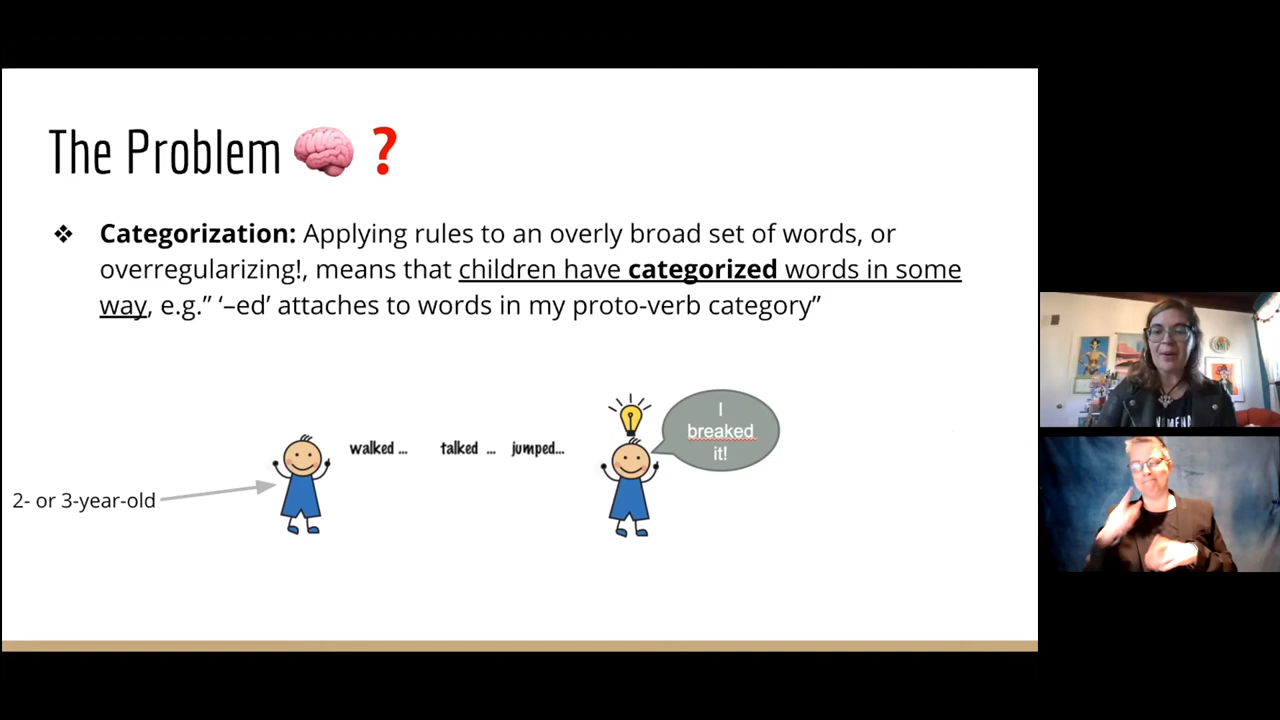 The Problem
Categorization: Applying rules to an overly broad set of words, or
overregularizing!, means that children have categorized words in some
way, e.g.” ‘–ed’ attaches to words in my proto-verb category”
I
breaked
it!
walked ... talked ... jumped...
2- or 3-year-old